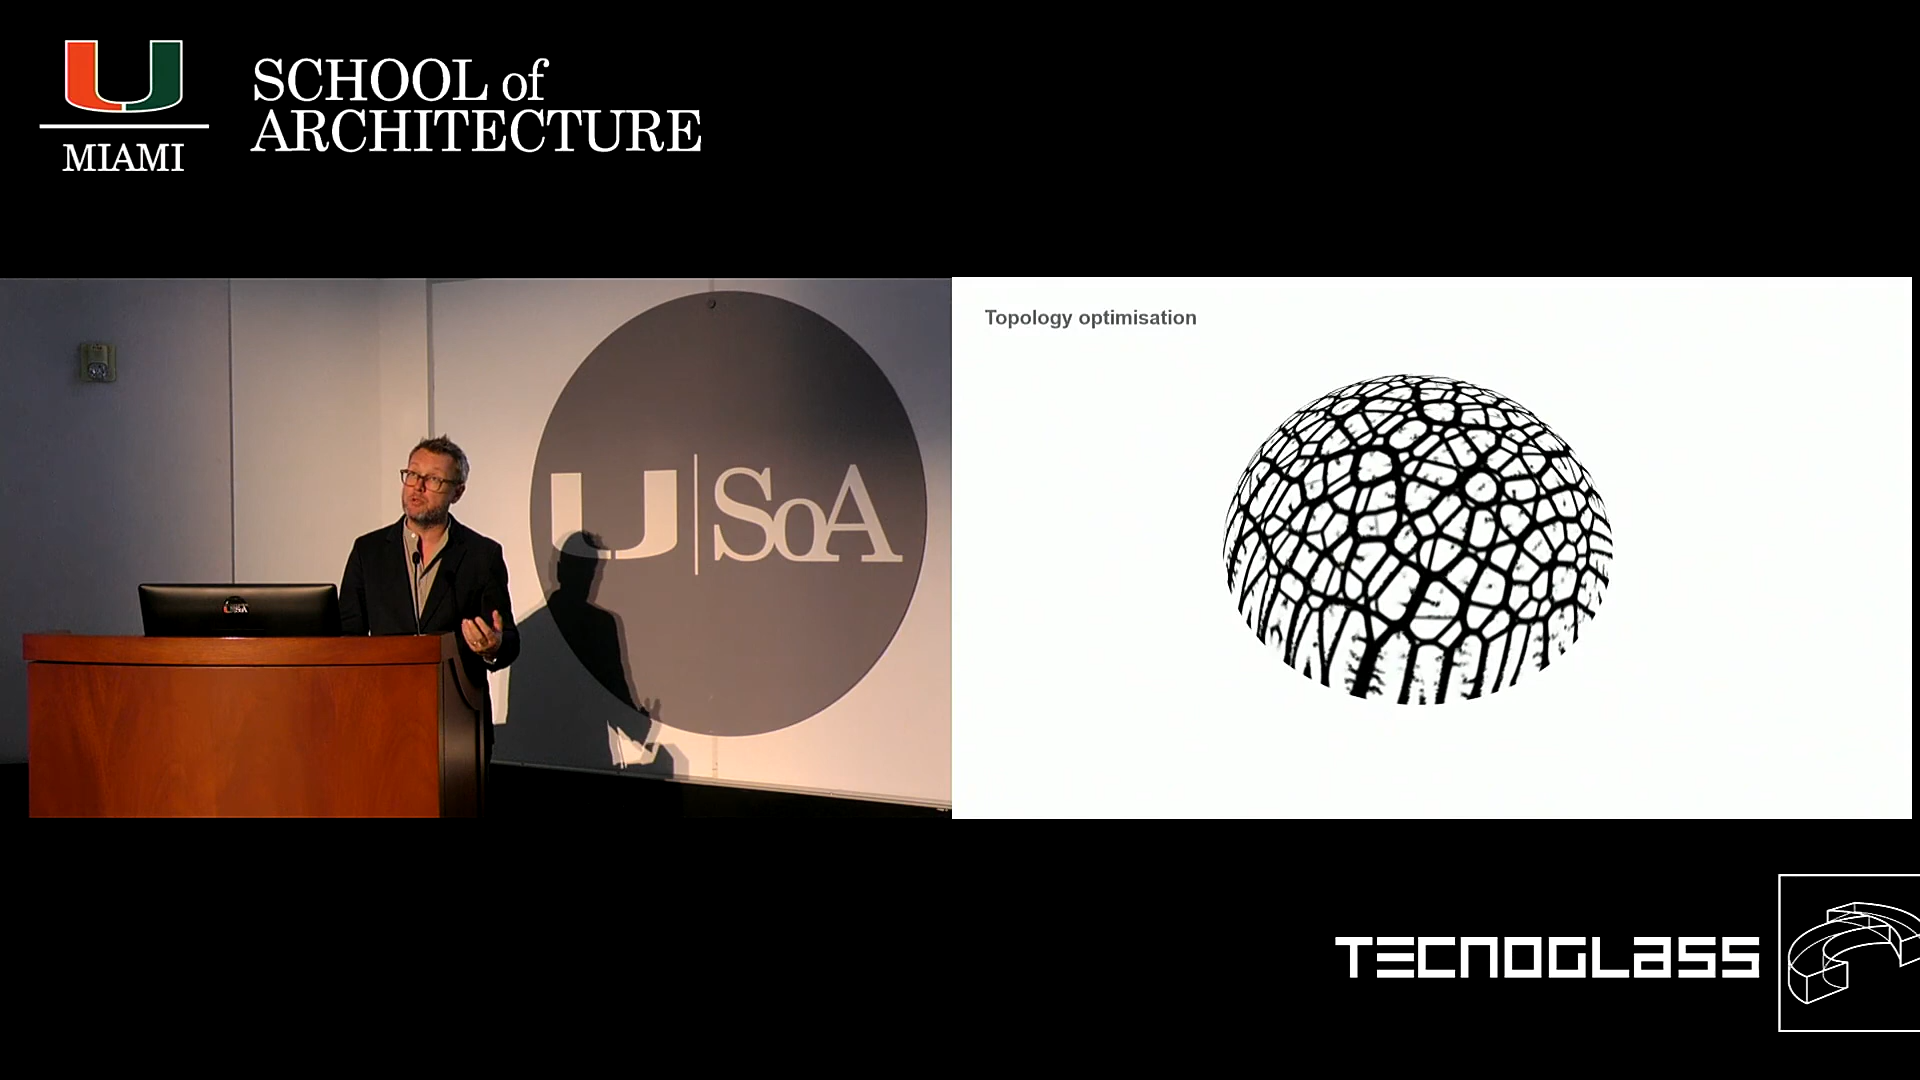 SCHOOL of
ARCHITECTURE
MIAMI
Topology optimisation
U SoA
TECNOGLASS